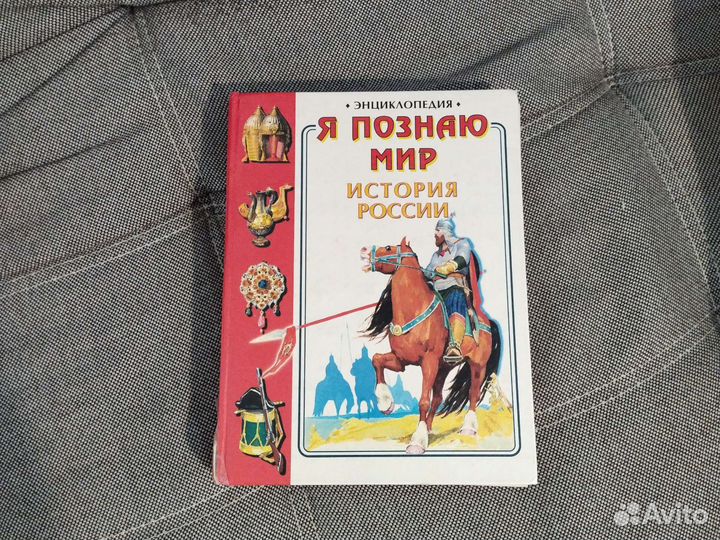 • ЭНЦИКЛОПЕДИЯ •
Я ПОЗНАЮ
МИР
ИСТОРИЯ
РОССИИ
Avito